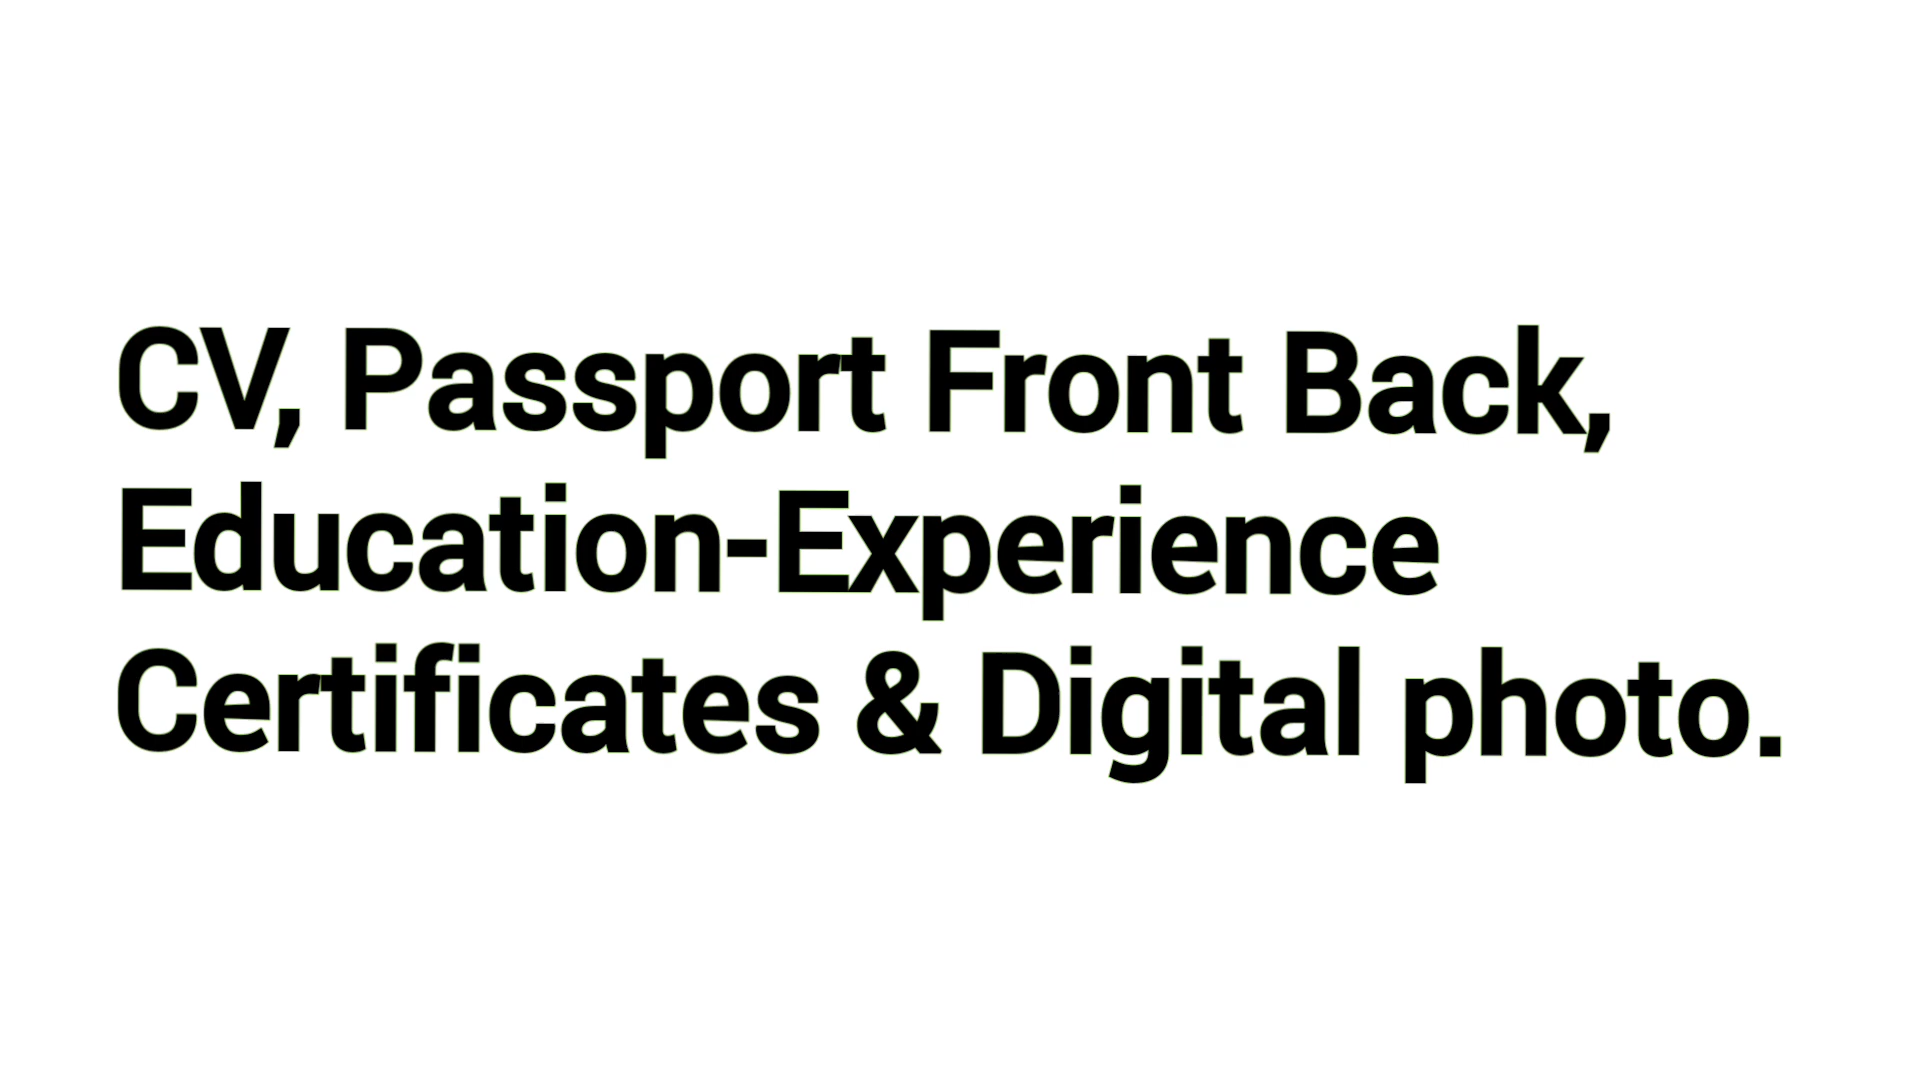 CV, Passport Front Back,
Education-Experience
Certificates & Digital photo.